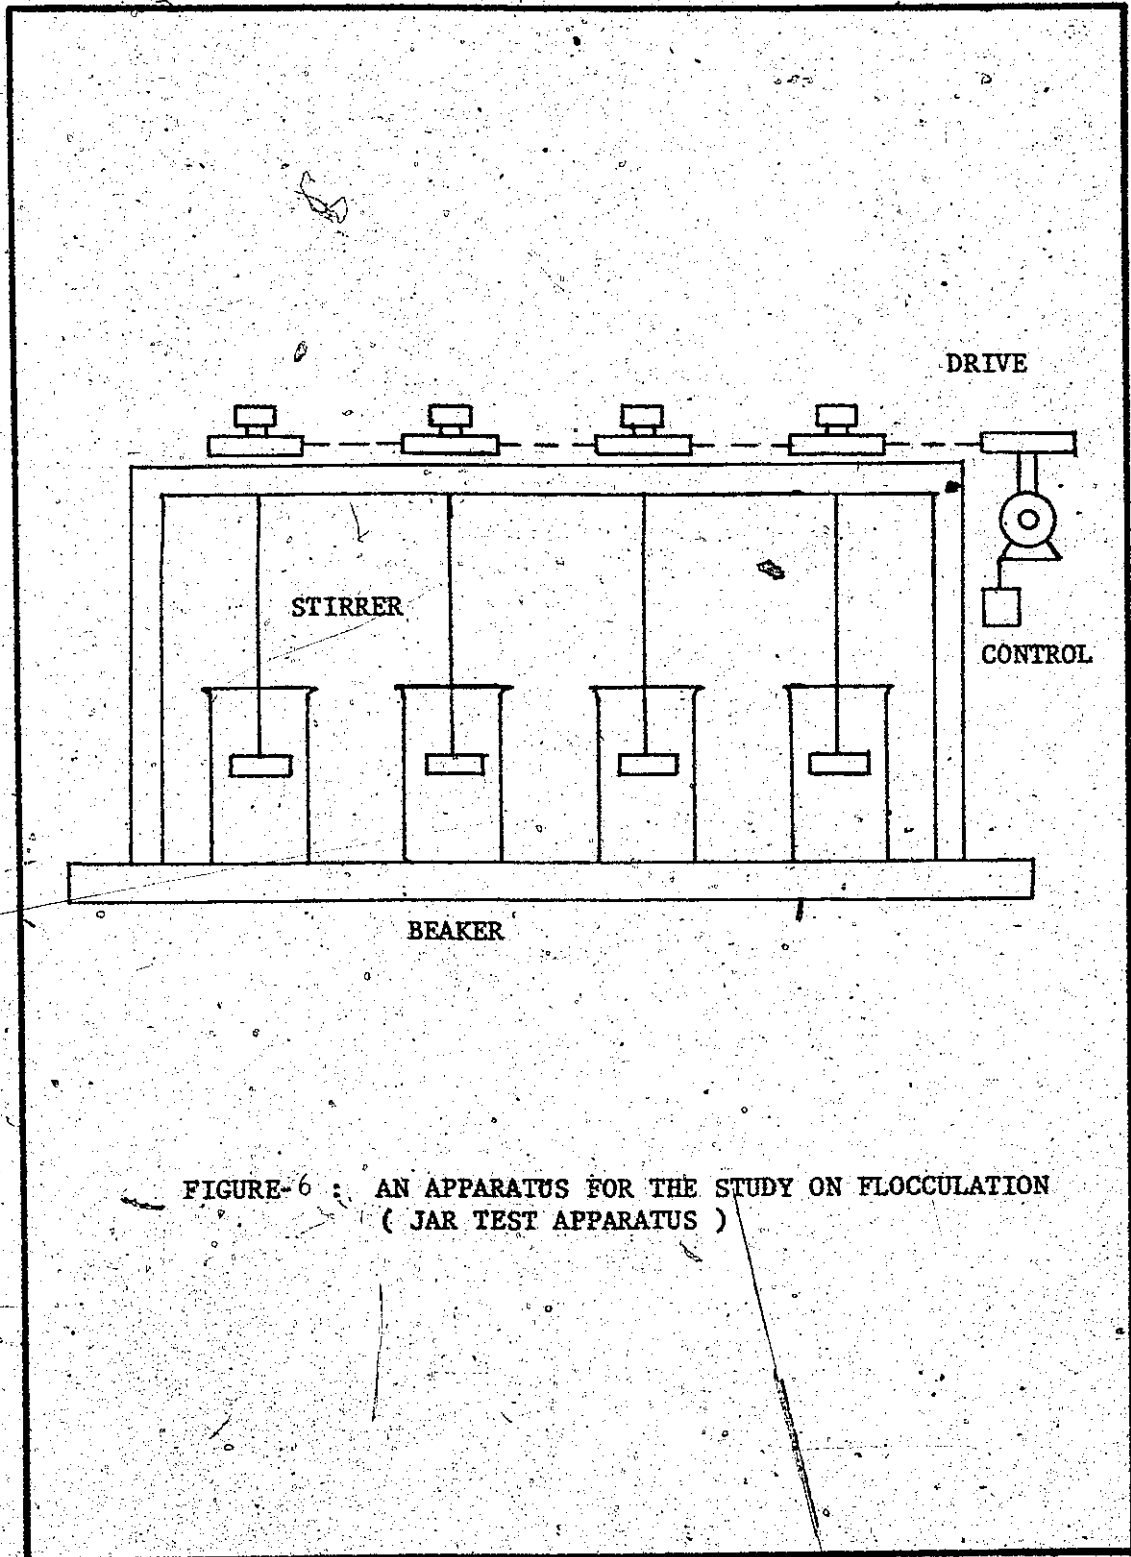 DRIVE
STIRRER
CONTROL
BEAKER
FIGURE-6 : AN APPARATUS FOR THE STUDY ON FLOCCULATION
( JAR TEST APPARATUS )